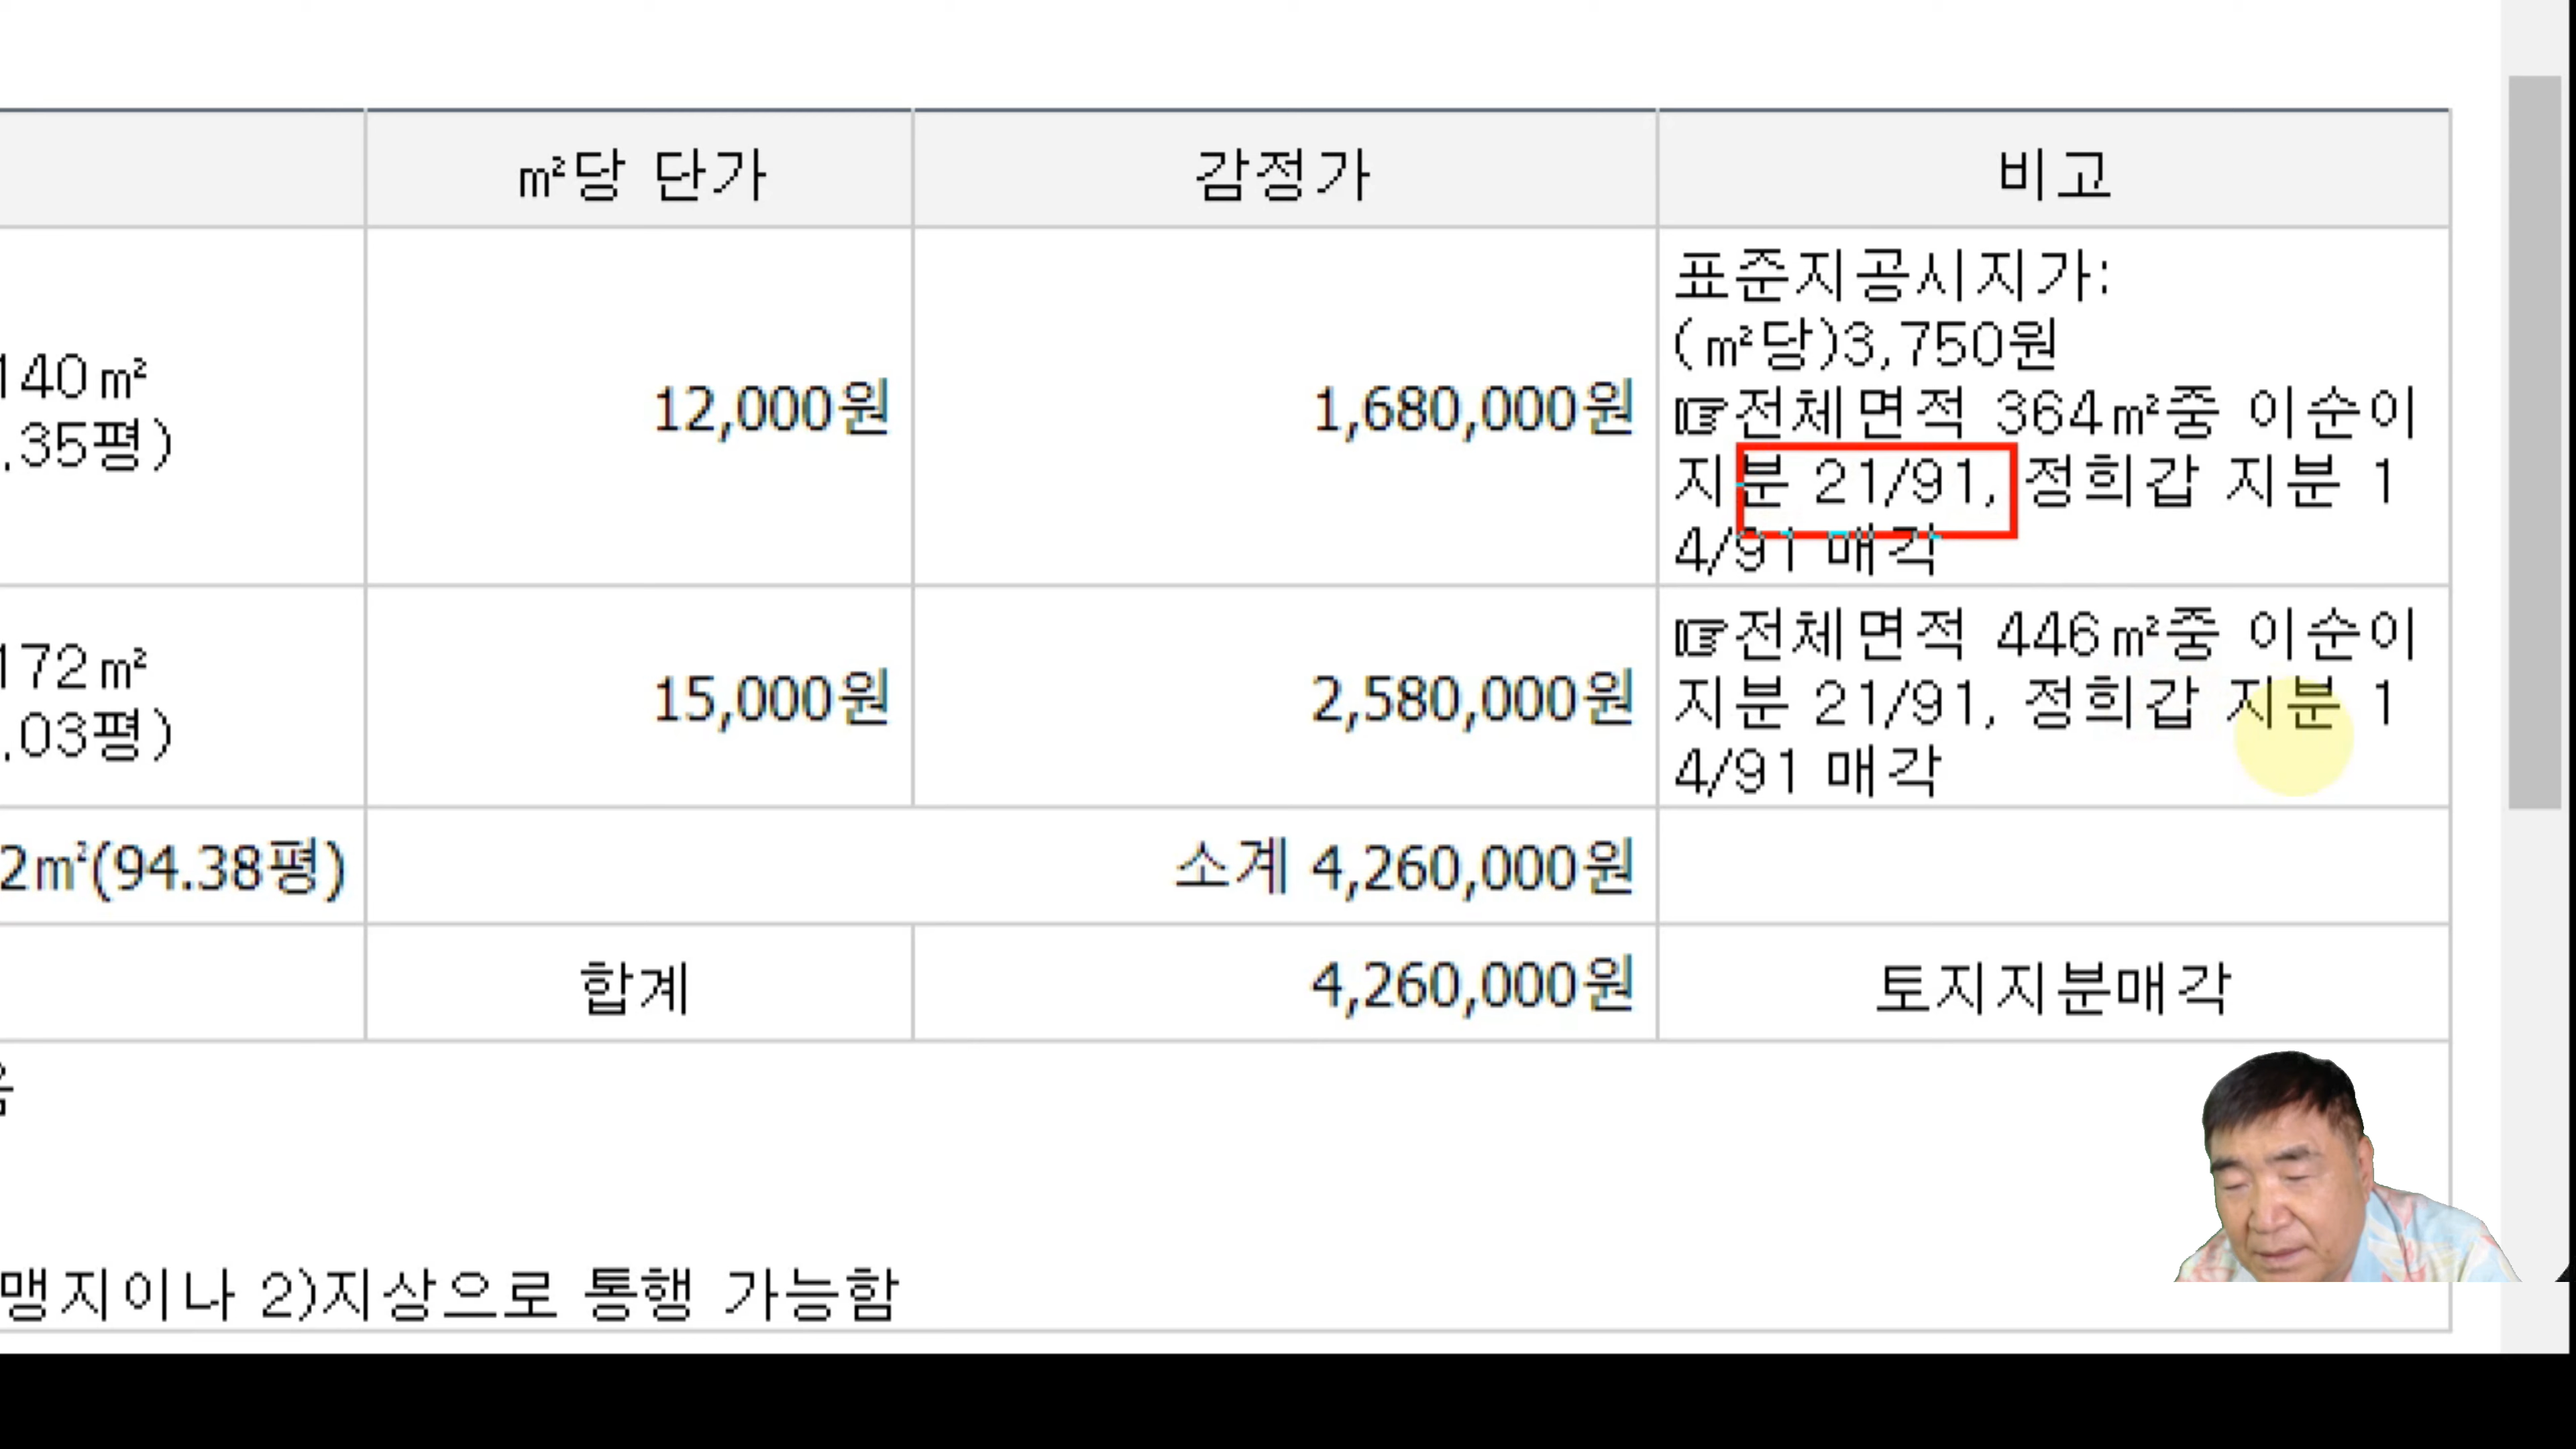 ㎡당 단가 감정가 비고
140㎡
.35평)
12,000원
1,680,000원
표준지공시지가:
(㎡당)3,750원
☞전체면적 364㎡중 이순이
지분 21/91, 정희갑 지분 1
4/91 매각
172㎡
.03평)
15,000원
2,580,000원
☞전체면적 446㎡중 이순이
지분 21/91, 정희갑 지분 1
4/91 매각
2㎡(94.38평) 소계 4,260,000원
합계 4,260,000원 토지지분매각
맹지이나 2)지상으로 통행 가능함